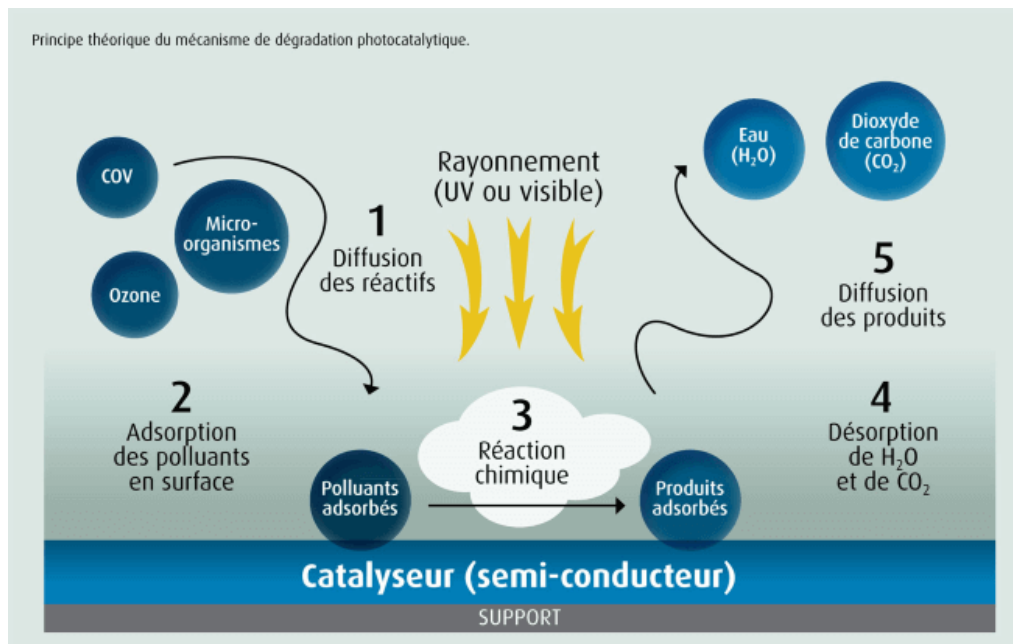 Principe théorique du mécanisme de dégradation photocatalytique.
COV
Micro-
organismes
Ozone
1
Diffusion
des réactifs
Rayonnement
(UV ou visible)
Eau
(H₂O)
Dioxyde
de carbone
(CO₂)
5
Diffusion
des produits
2
Adsorption
des polluants
en surface
Polluants
adsorbés
3
Réaction
chimique
Produits
adsorbés
4
Désorption
de H₂O
et de CO₂
Catalyseur (semi-conducteur)
SUPPORT